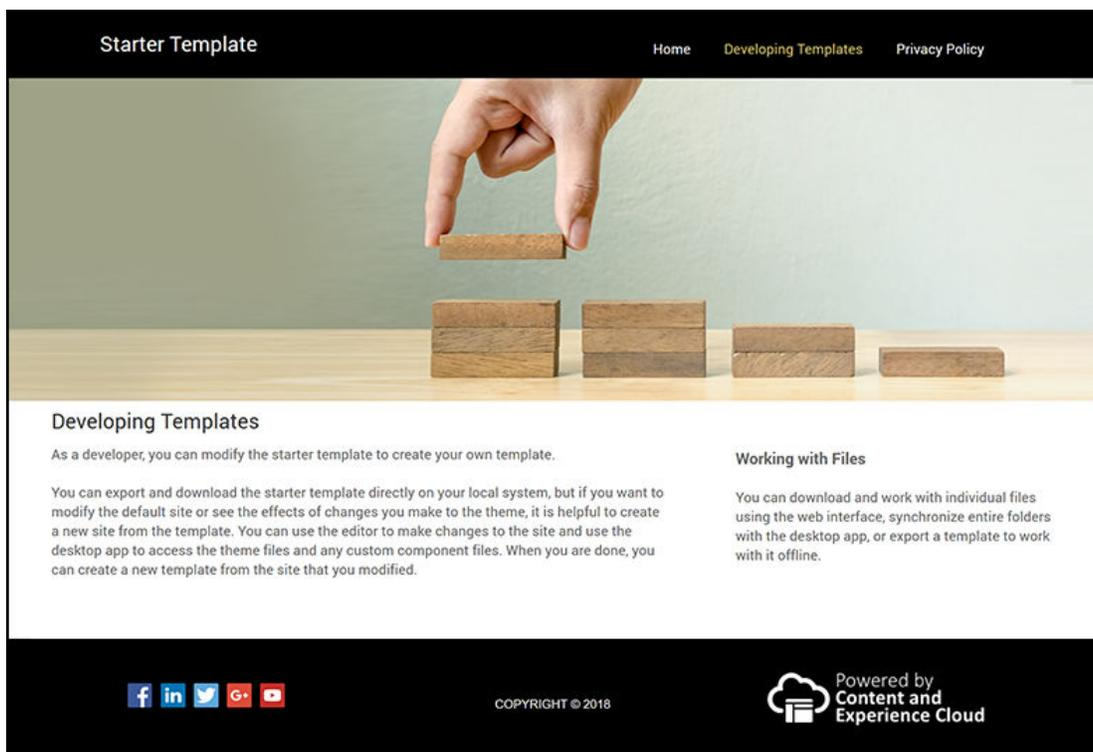 Starter Template
Home Developing Templates Privacy Policy
Developing Templates
As a developer, you can modify the starter template to create your own template.
You can export and download the starter template directly on your local system, but if you want to
modify the default site or see the effects of changes you make to the theme, it is helpful to create
a new site from the template. You can use the editor to make changes to the site and use the
desktop app to access the theme files and any custom component files. When you are done, you
can create a new template from the site that you modified.
Working with Files
You can download and work with individual files
using the web interface, synchronize entire folders
with the desktop app, or export a template to work
with it offline.
f in G+
COPYRIGHT © 2018
Powered by
Content and
Experience Cloud